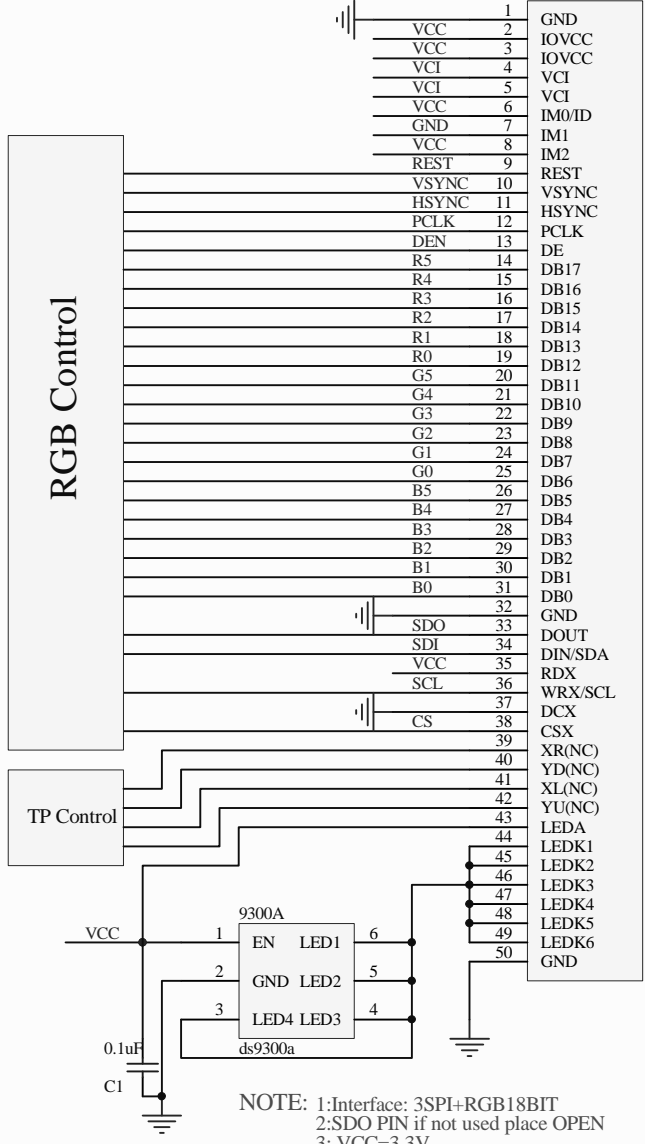 1 GND
VCC 2 IOVCC
VCC 3 IOVCC
VCI 4 VCI
VCI 5 VCI
VCC 6 IM0/ID
GND 7 IM1
VCC 8 IM2
REST 9 REST
VSYNC 10 VSYNC
HSYNC 11 HSYNC
PCLK 12 PCLK
DEN 13 DE
R5 14 DB17
R4 15 DB16
R3 16 DB15
R2 17 DB14
R1 18 DB13
R0 19 DB12
G5 20 DB11
G4 21 DB10
G3 22 DB9
G2 23 DB8
G1 24 DB7
G0 25 DB6
B5 26 DB5
B4 27 DB4
B3 28 DB3
B2 29 DB2
B1 30 DB1
B0 31 DB0
32 GND
SDO 33 DOUT
SDI 34 DIN/SDA
VCC 35 RDX
SCL 36 WRX/SCL
37 DCX
CS 38 CSX
39 XR(NC)
40 YD(NC)
41 XL(NC)
42 YU(NC)
43 LEDA
44 LEDK1
45 LEDK2
46 LEDK3
47 LEDK4
48 LEDK5
49 LEDK6
50 GND
RGB Control
TP Control
9300A
VCC 1 EN LED1 6
2 GND LED2 5
3 LED4 LED3 4
ds9300a
0.1uF
C1
NOTE: 1:Interface: 3SPI+RGB18BIT
2:SDO PIN if not used place OPEN
3: VCC=3.3V